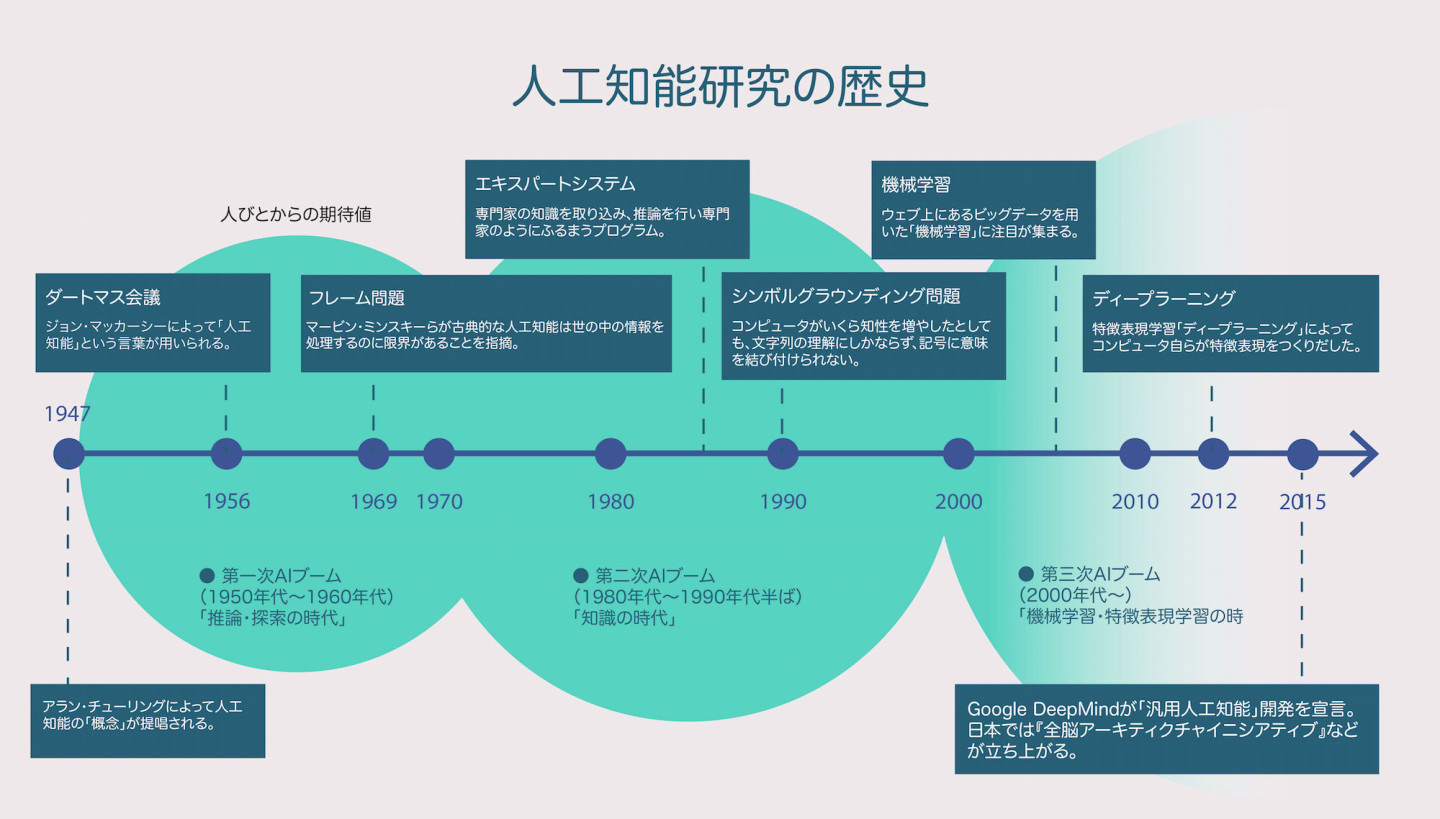 人工知能研究の歴史
人びとからの期待値
ダートマス会議
ジョン・マッカーシーによって「人工
知能」という言葉が用いられる。
フレーム問題
マービン・ミンスキーらが古典的な人工知能は世の中の情報を
処理するのに限界があることを指摘。
エキスパートシステム
専門家の知識を取り込み、推論を行い専門
家のようにふるまうプログラム。
シンボルグラウンディング問題
コンピュータがいくら知性を増やしたとして
も、文字列の理解にしかならず、記号に意味
を結び付けられない。
機械学習
ウェブ上にあるビッグデータを用
いた「機械学習」に注目が集まる。
ディープラーニング
特徴表現学習「ディープラーニング」によって
コンピュータ自らが特徴表現をつくりだした。
1947
1956
1969
1970
1980
1990
2000
2010
2012
2015
● 第一次AIブーム
(1950年代〜1960年代)
「推論・探索の時代」
● 第二次AIブーム
(1980年代〜1990年代半ば)
「知識の時代」
● 第三次AIブーム
(2000年代〜)
「機械学習・特徴表現学習の時
アラン・チューリングによって人工
知能の「概念」が提唱される。
Google DeepMindが「汎用人工知能」開発を宣言。
日本では『全脳アーキティクチャイニシアティブ』など
が立ち上がる。